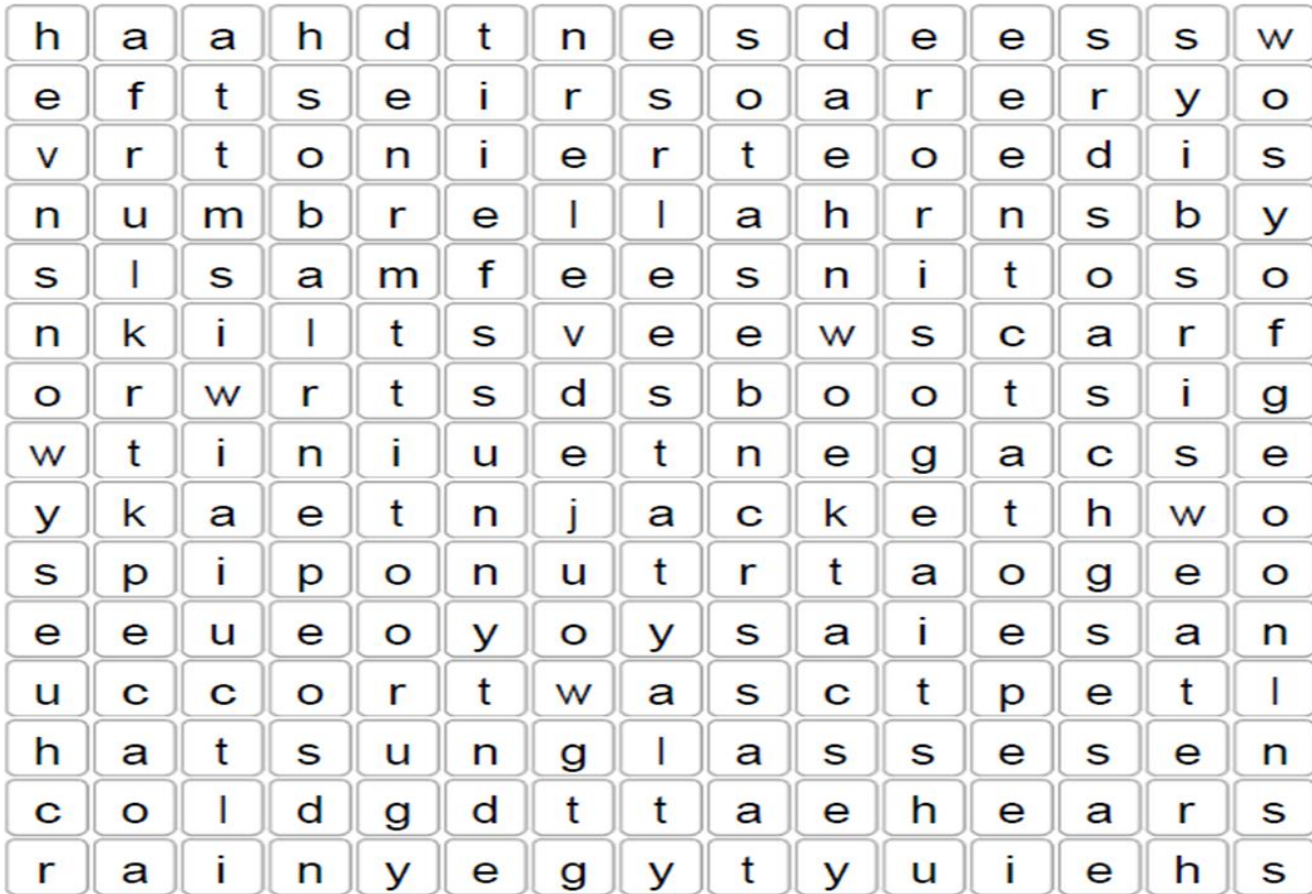 h a a h d t n e s d e e s s w
e f t s e i r s o a r e r y o
v r t o n i e r t e o e d i s
n u m b r e l l a h r n s b y
s l s a m f e e s n i t o s o
n k i l t s v e e w s c a r f
o r w r t s d s b o o t s i g
w t i n i u e t n e g a c s e
y k a e t n j a c k e t h w o
s p i p o n u t r t a o g e o
e e u e o y o y s a i e s a n
u c c o r t w a s c t p e t l
h a t s u n g l a s s e s e n
c o l d g d t t a e h e a r s
r a i n y e g y t y u i e h s